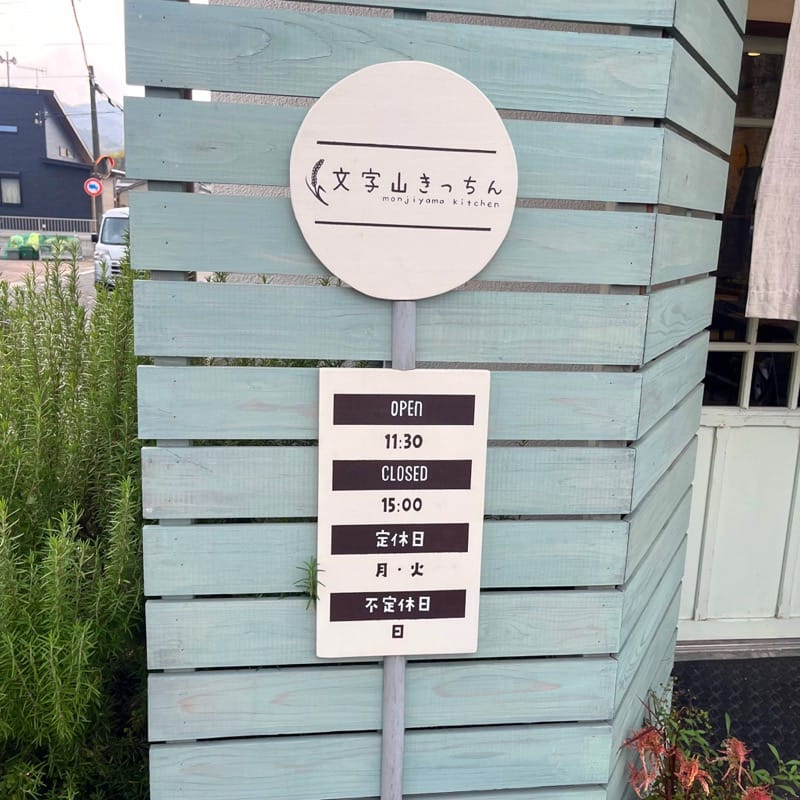 文字山きっちん
monjiyama kitchen
OPEN
11:30
CLOSED
15:00
定休日
月・火
不定休日
日